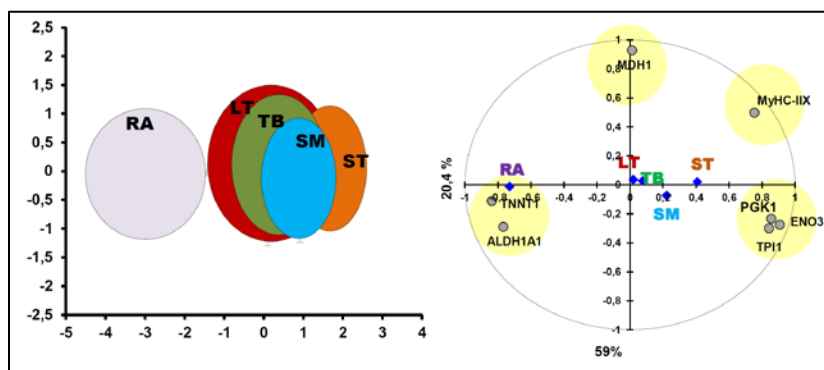 2,5
2
1,5
1
0,5
0
-0,5
-1
-1,5
-2
-2,5
-5 -4 -3 -2 -1 0 1 2 3 4
RA
LT
TB
SM
ST
1
0,8
0,6
0,4
0,2
0
-0,2
-0,4
-0,6
-0,8
-1
-1 -0,8 -0,6 -0,4 -0,2 0 0,2 0,4 0,6 0,8 1
20,4 %
59%
MDH1
MyHC-IIX
RA
LT
TB
ST
SM
TNNT1
ALDH1A1
PGK1
ENO3
TPI1